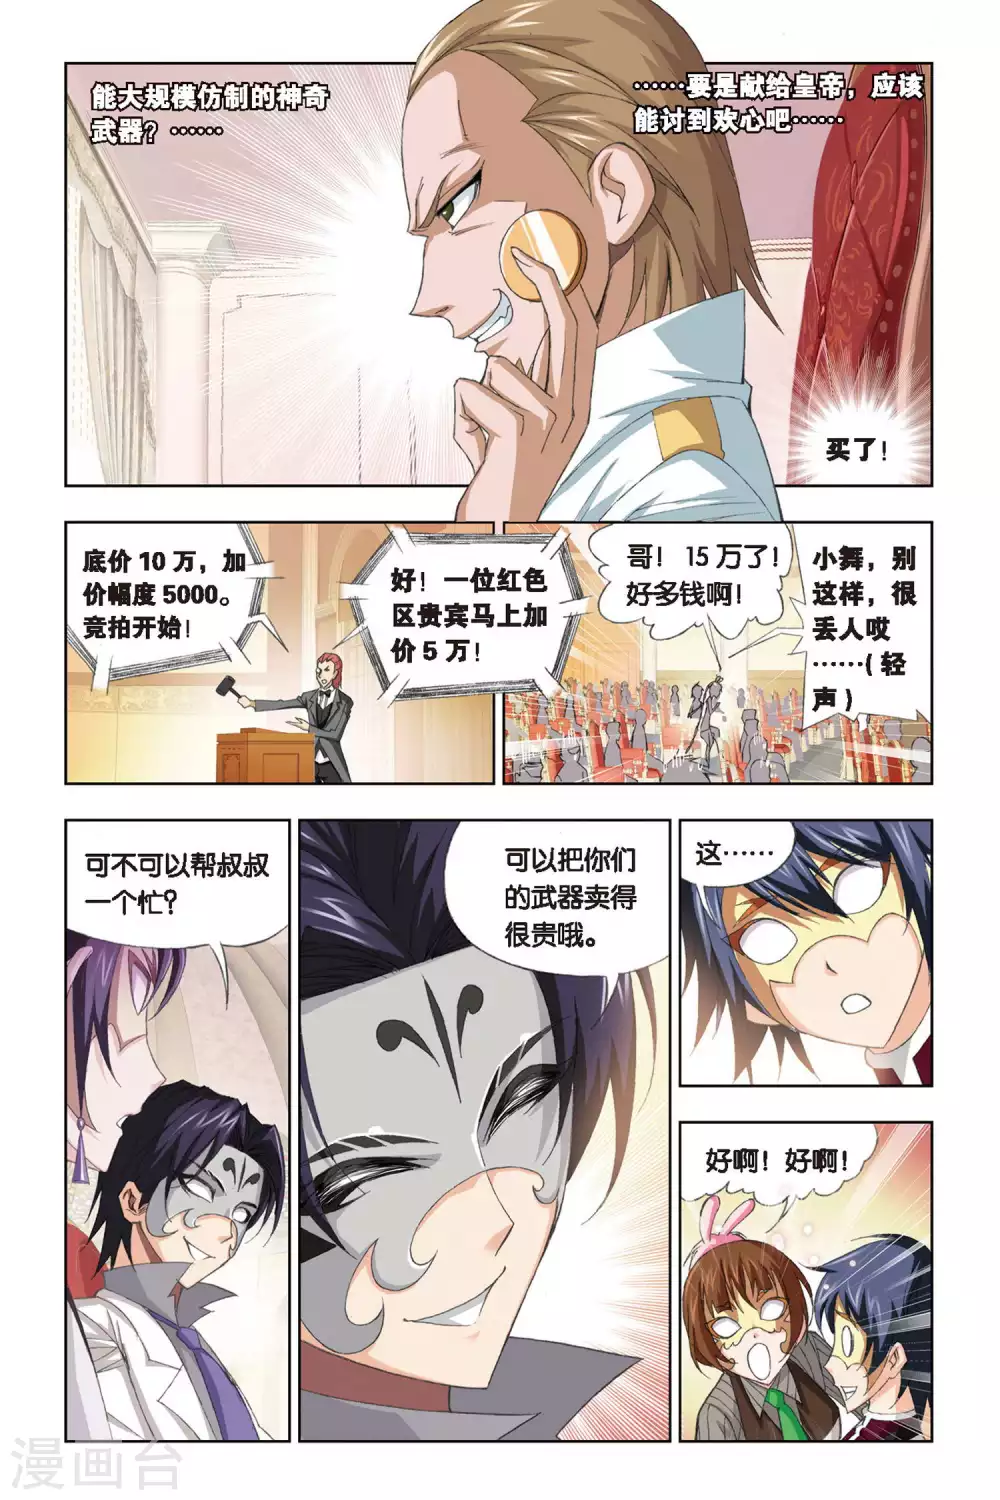 能大规模仿制的神奇
武器？……
……要是献给皇帝，应该
能讨到欢心吧……
买了！
底价10万，加
价幅度5000。
竞拍开始！
好！一位红色
区贵宾马上加
价5万！
哥！15万了！
好多钱啊！
小舞，别
这样，很
丢人哎
……（轻
声）
可不可以帮叔叔
一个忙？
可以把你们
的武器卖得
很贵哦。
这……
好啊！好啊！
漫画台